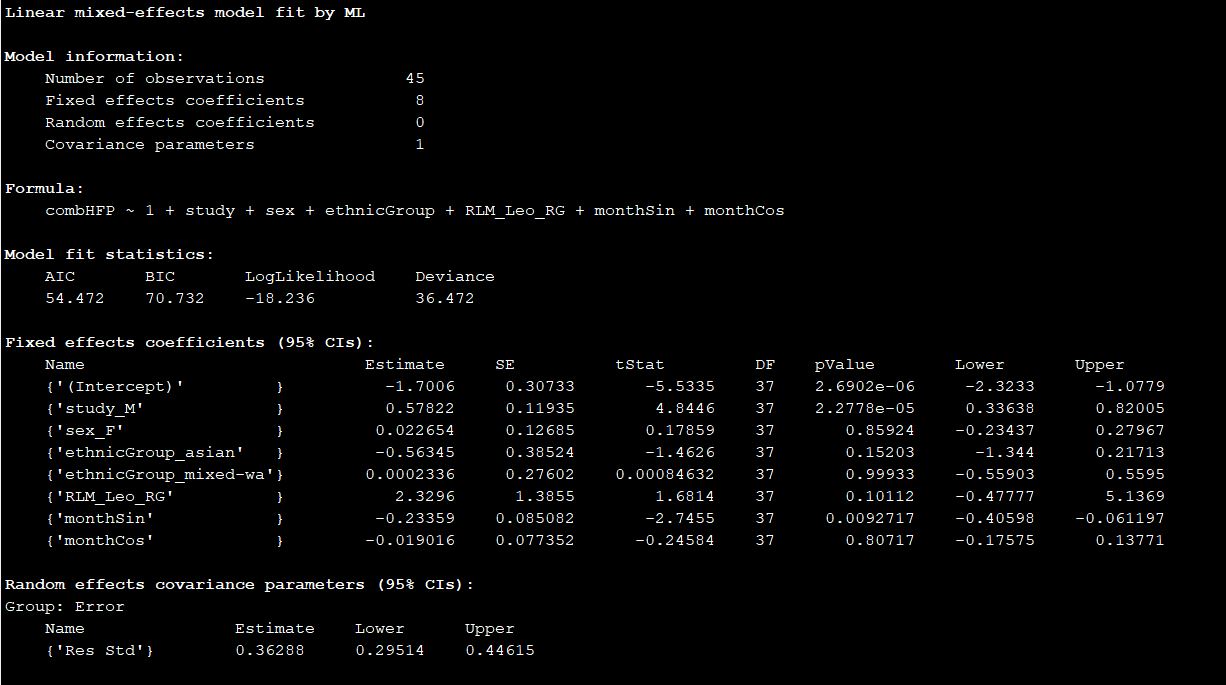 Linear mixed-effects model fit by ML
Model information:
Number of observations 45
Fixed effects coefficients 8
Random effects coefficients 0
Covariance parameters 1
Formula:
combHFP ~ 1 + study + sex + ethnicGroup + RLM_Leo_RG + monthSin + monthCos
Model fit statistics:
AIC BIC LogLikelihood Deviance
54.472 70.732 -18.236 36.472
Fixed effects coefficients (95% CIs):
Name Estimate SE tStat DF pValue Lower Upper
{'(Intercept)' } -1.7006 0.30733 -5.5335 37 2.6902e-06 -2.3233 -1.0779
{'study_M' } 0.57822 0.11935 4.8446 37 2.2778e-05 0.33638 0.82005
{'sex_F' } 0.022654 0.12685 0.17859 37 0.85924 -0.23437 0.27967
{'ethnicGroup_asian' } -0.56345 0.38524 -1.4626 37 0.15203 -1.344 0.21713
{'ethnicGroup_mixed-wa'} 0.0002336 0.27602 0.00084632 37 0.99933 -0.55903 0.5595
{'RLM_Leo_RG' } 2.3296 1.3855 1.6814 37 0.10112 -0.47777 5.1369
{'monthSin' } -0.23359 0.085082 -2.7455 37 0.0092717 -0.40598 -0.061197
{'monthCos' } -0.019016 0.077352 -0.24584 37 0.80717 -0.17575 0.13771
Random effects covariance parameters (95% CIs):
Group: Error
Name Estimate Lower Upper
{'Res Std'} 0.36288 0.29514 0.44615